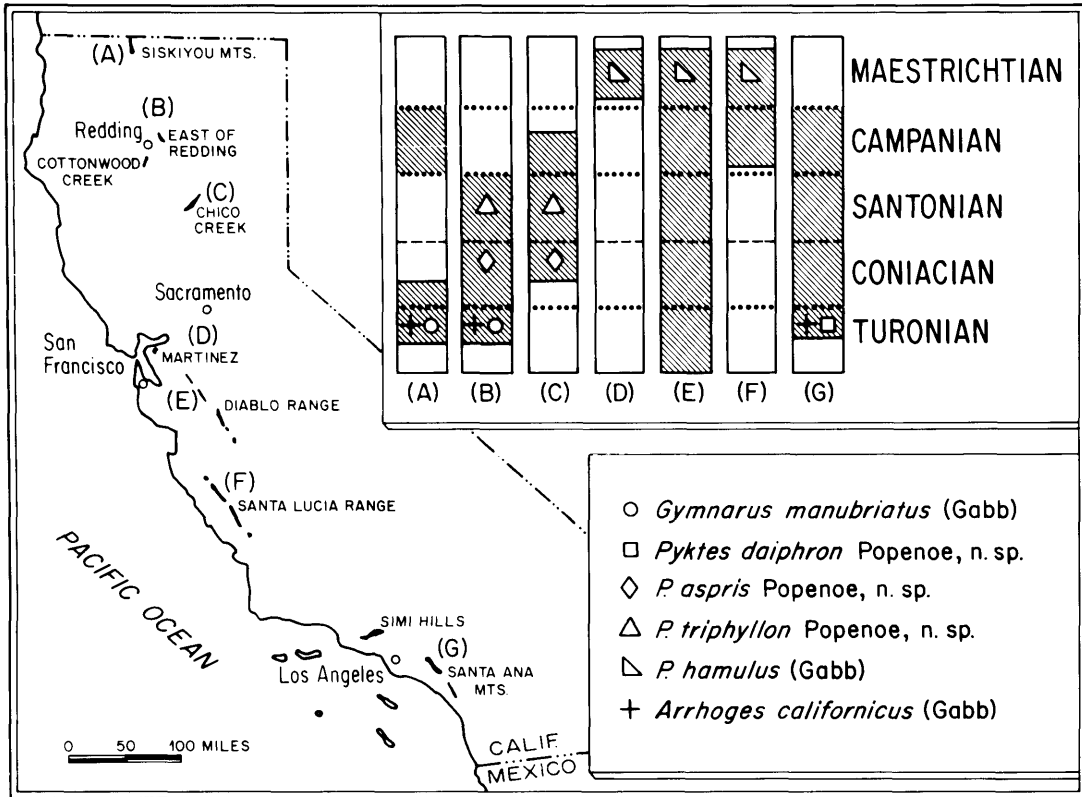 (A)
SISKIYOU MTS.
(B)
Redding
EAST OF
REDDING
COTTONWOOD
CREEK
(C)
CHICO
CREEK
Sacramento
(D)
San
Francisco
MARTINEZ
(E)
DIABLO RANGE
(F)
SANTA LUCIA RANGE
PACIFIC OCEAN
SIMI HILLS
(G)
Los Angeles
SANTA ANA
MTS.
0 50 100 MILES
CALIF.
MEXICO
MAESTRICHTIAN
CAMPANIAN
SANTONIAN
CONIACIAN
TURONIAN
(A) (B) (C) (D) (E) (F) (G)
Gymnarus manubriatus (Gabb)
Pyktes daiphron Popenoe, n. sp.
P. aspris Popenoe, n. sp.
P. triphyllon Popenoe, n. sp.
P. hamulus (Gabb)
Arrhoges californicus (Gabb)